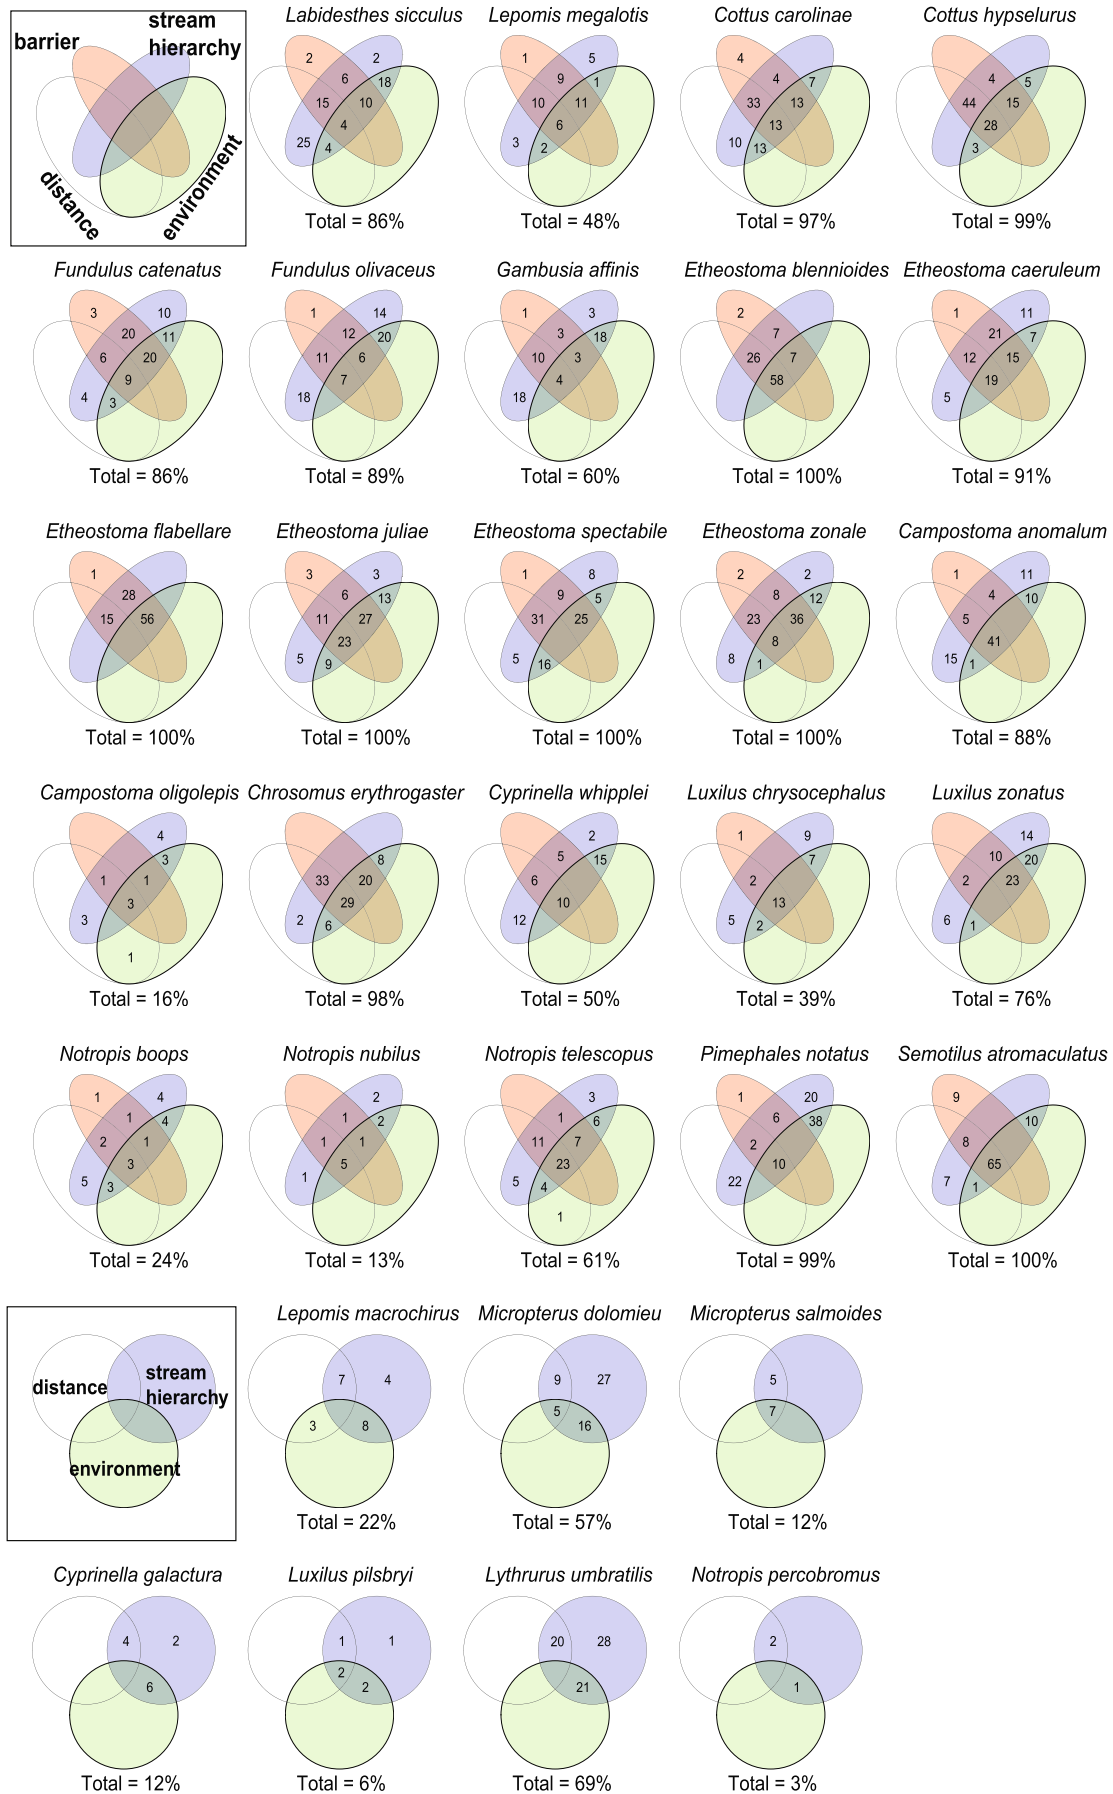 barrier
stream
hierarchy
distance
environment
Labidesthes sicculus
2
2
6
18
15
10
4
25
4
Total = 86%
Lepomis megalotis
1
5
9
1
10
11
6
3
2
Total = 48%
Cottus carolinae
4
4
7
33
13
13
10
13
Total = 97%
Cottus hypselurus
4
5
44
15
28
3
Total = 99%
Fundulus catenatus
3
10
20
11
6
20
9
4
3
Total = 86%
Fundulus olivaceus
1
14
12
20
11
6
7
18
Total = 89%
Gambusia affinis
1
3
3
18
10
3
4
18
Total = 60%
Etheostoma blennioides
2
7
26
7
58
Total = 100%
Etheostoma caeruleum
1
11
21
7
12
15
19
5
Total = 91%
Etheostoma flabellare
1
28
15
56
Total = 100%
Etheostoma juliae
3
3
6
13
11
27
23
5
9
Total = 100%
Etheostoma spectabile
1
8
9
5
31
25
5
16
Total = 100%
Etheostoma zonale
2
2
8
12
23
36
8
8
1
Total = 100%
Campostoma anomalum
1
11
4
10
5
41
15
1
Total = 88%
Campostoma oligolepis
4
3
1
1
3
3
1
Total = 16%
Chrosomus erythrogaster
8
33
20
29
2
6
Total = 98%
Cyprinella whipplei
2
5
15
6
10
12
Total = 50%
Luxilus chrysocephalus
1
9
7
2
13
5
2
Total = 39%
Luxilus zonatus
14
10
20
2
23
6
1
Total = 76%
Notropis boops
1
4
1
4
2
1
3
5
3
Total = 24%
Notropis nubilus
2
1
2
1
1
5
1
Total = 13%
Notropis telescopus
3
1
6
11
7
23
5
4
1
Total = 61%
Pimephales notatus
1
20
6
38
2
10
22
Total = 99%
Semotilus atromaculatus
9
10
8
65
7
1
Total = 100%
distance
stream
hierarchy
environment
Lepomis macrochirus
7
4
3
8
Total = 22%
Micropterus dolomieu
9
27
5
16
Total = 57%
Micropterus salmoides
5
7
Total = 12%
Cyprinella galactura
4
2
6
Total = 12%
Luxilus pilsbryi
1
1
2
2
Total = 6%
Lythrurus umbratilis
20
28
21
Total = 69%
Notropis percobromus
2
1
Total = 3%